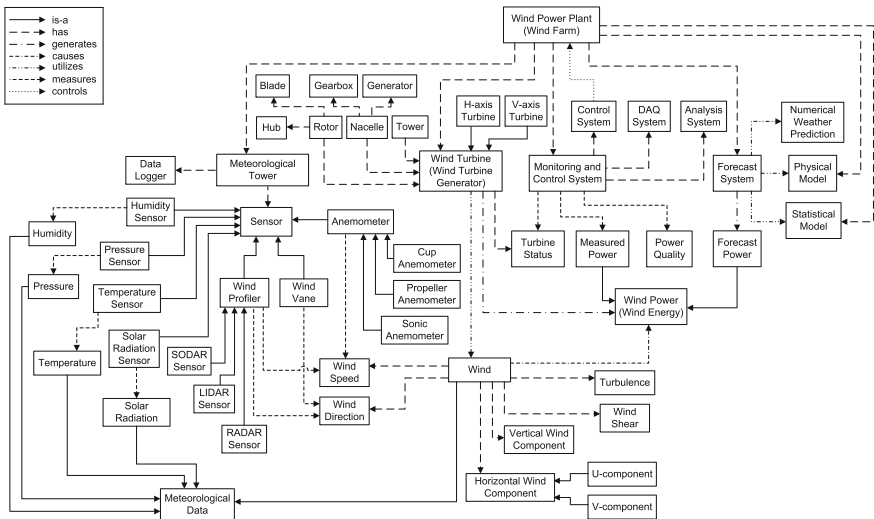 is-a
has
generates
causes
utilizes
measures
controls
Wind Power Plant
(Wind Farm)
Blade
Gearbox
Generator
H-axis
Turbine
V-axis
Turbine
Control
System
DAQ
System
Analysis
System
Numerical
Weather
Prediction
Hub
Rotor
Nacelle
Tower
Data
Logger
Meteorological
Tower
Wind Turbine
(Wind Turbine
Generator)
Monitoring and
Control System
Forecast
System
Physical
Model
Statistical
Model
Humidity
Sensor
Sensor
Anemometer
Humidity
Pressure
Sensor
Cup
Anemometer
Turbine
Status
Measured
Power
Power
Quality
Forecast
Power
Pressure
Temperature
Sensor
Wind
Profiler
Wind
Vane
Propeller
Anemometer
Wind Power
(Wind Energy)
Solar
Radiation
Sensor
Sonic
Anemometer
Temperature
SODAR
Sensor
Wind
Speed
Wind
Turbulence
LIDAR
Sensor
Solar
Radiation
Wind
Direction
Wind
Shear
RADAR
Sensor
Vertical Wind
Component
Horizontal Wind
Component
U-component
V-component
Meteorological
Data